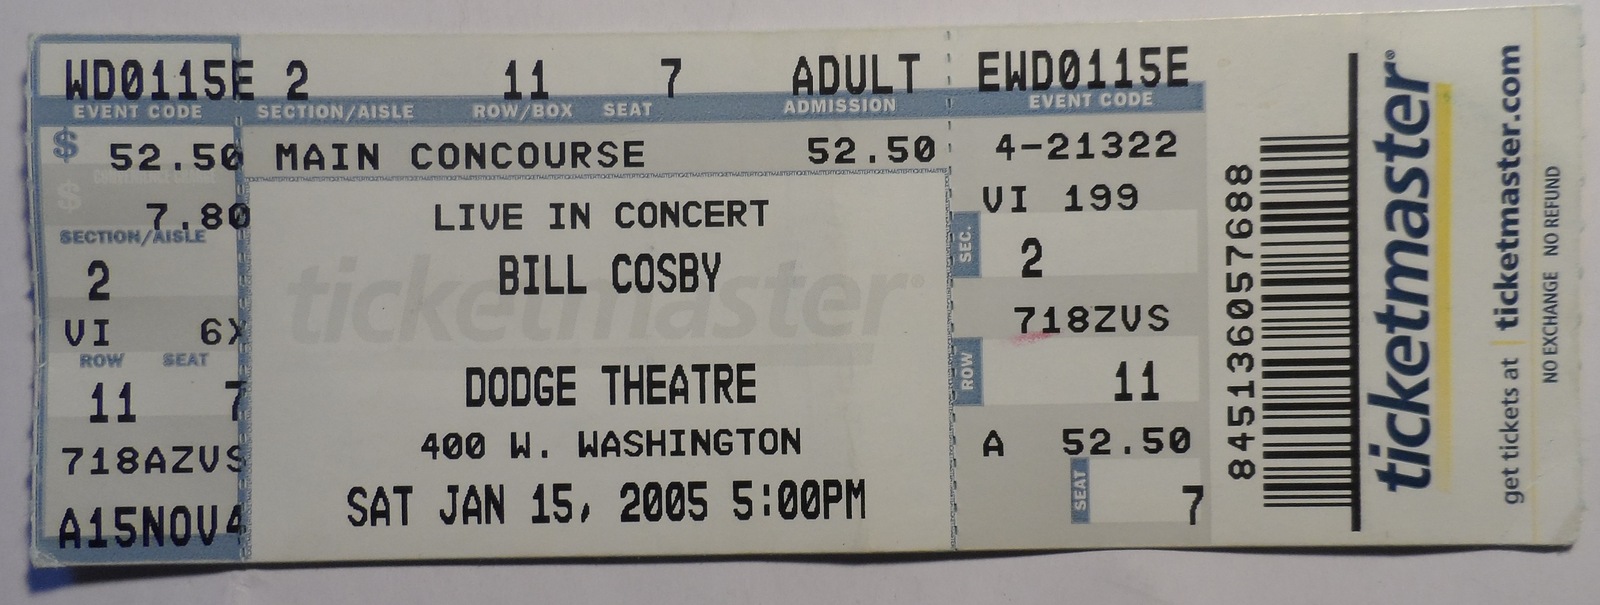 WD0115E 2 11 7 ADULT EWD0115E
EVENT CODE SECTION/AISLE ROW/BOX SEAT ADMISSION EVENT CODE
$ 52.50 MAIN CONCOURSE 52.50
$ 7.80
SECTION/AISLE
2
VI 6X
ROW SEAT
11 7
718AZVS
A15NOV4
LIVE IN CONCERT
BILL COSBY
ticketmaster
DODGE THEATRE
400 W. WASHINGTON
SAT JAN 15, 2005 5:00PM
4-21322
VI 199
SEC. 2
718ZVS
ROW 11
A 52.50
SEAT 7
845136057688
ticketmaster®
get tickets at ticketmaster.com
NO EXCHANGE NO REFUND